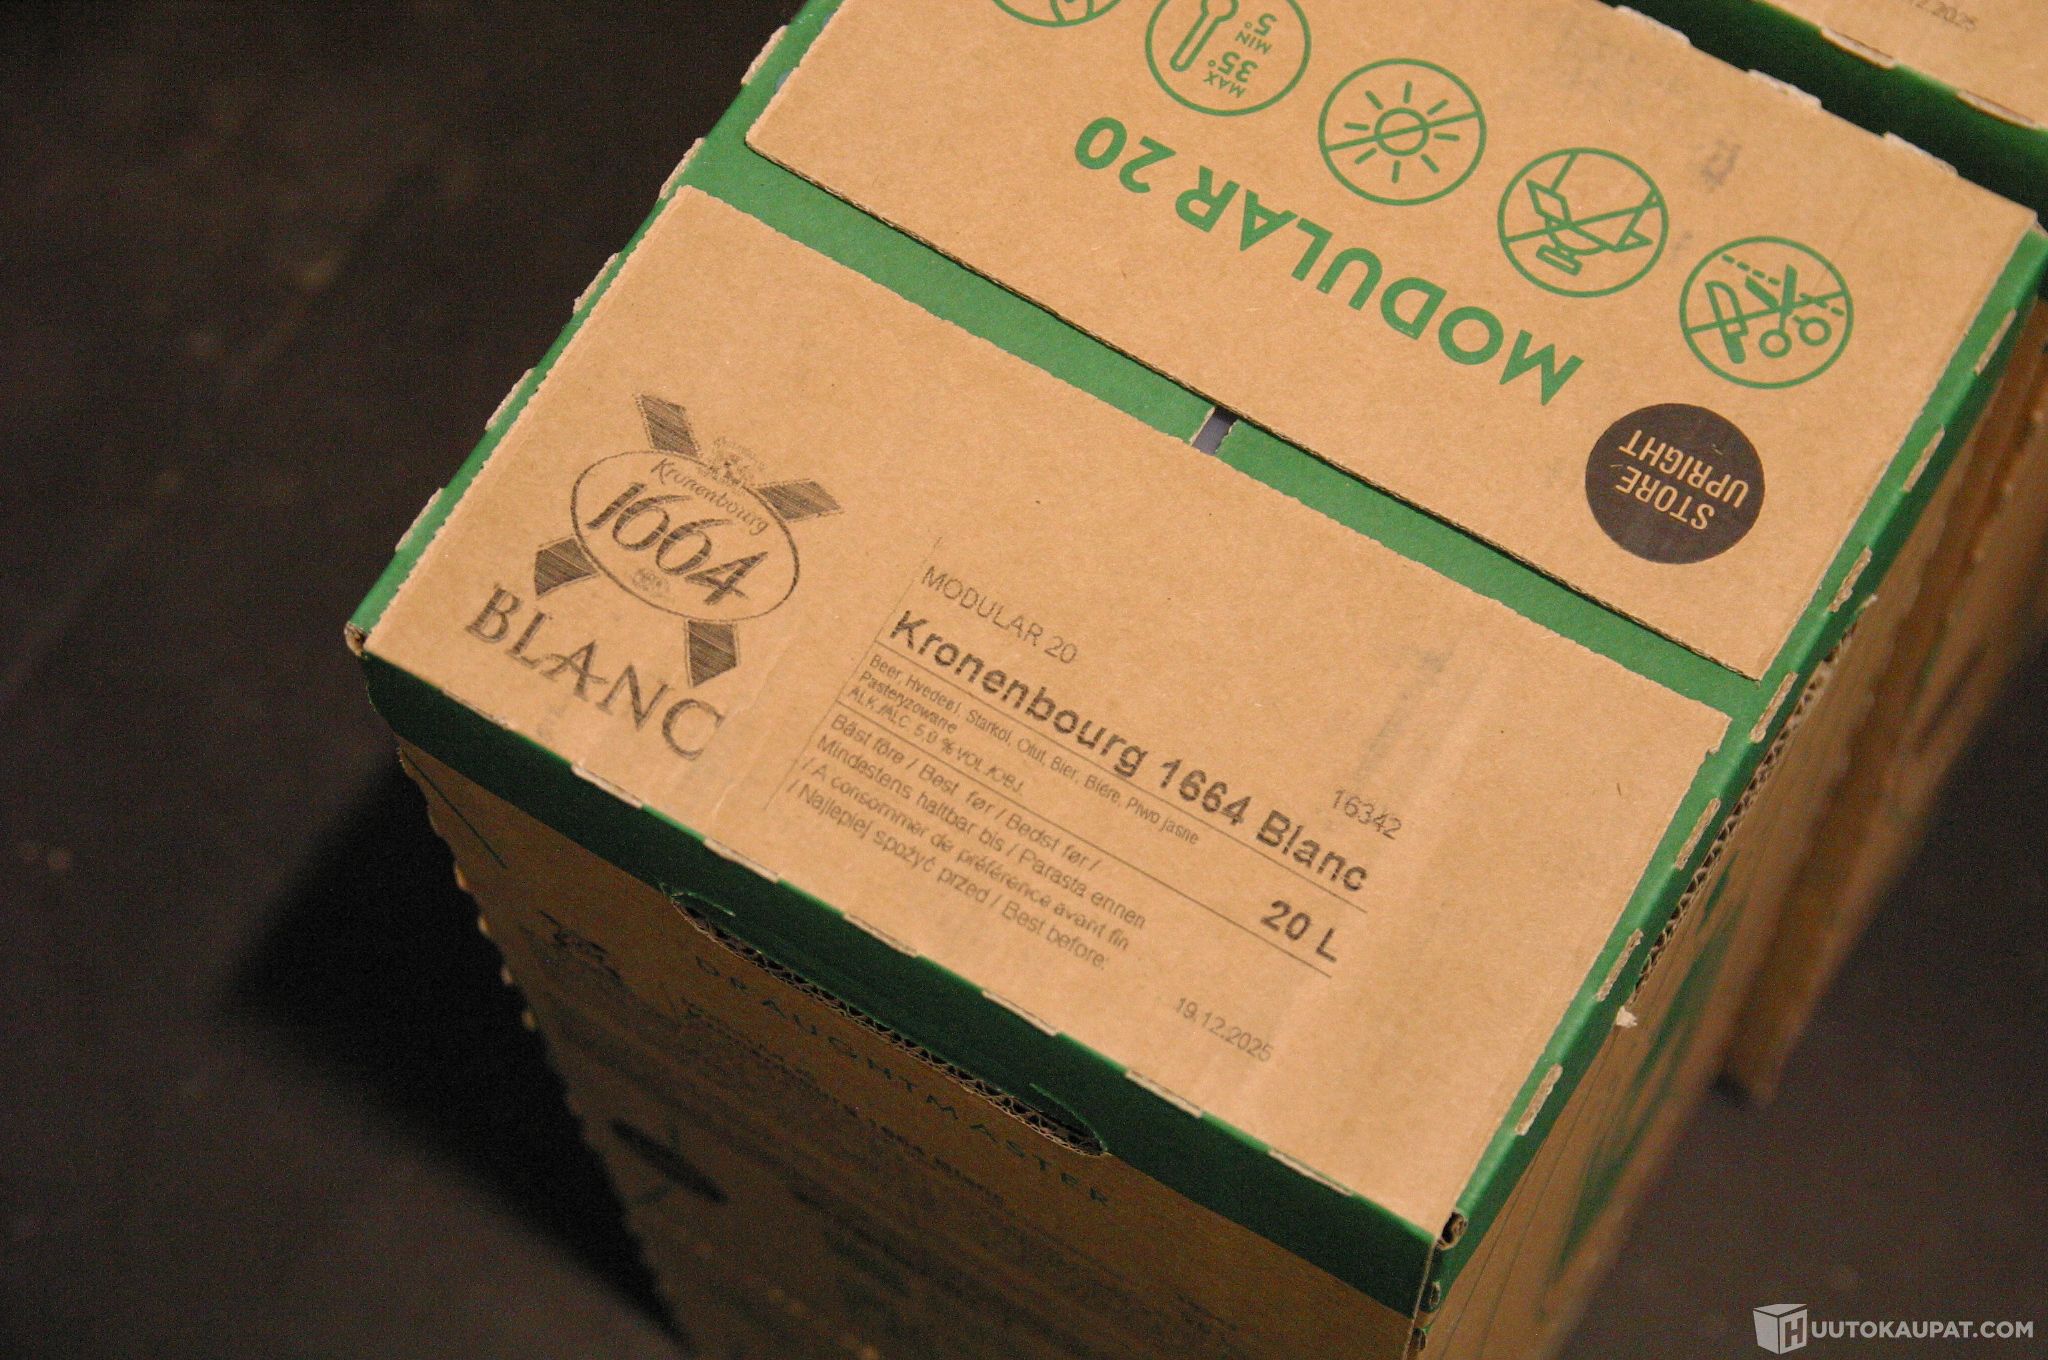 MAX 35°
MIN 5°
MODULAR 20
STORE
UPRIGHT
Kronenbourg
1664
BLANC
MODULAR 20
16342
Kronenbourg 1664 Blanc
Beer, Hvedeøl, Starköl, Olut, Bier, Bière, Piwo jasne
Pasteryzowane
ALK./ALC. 5,0 % VOL./OBJ.
20 L
Bäst före / Best før / Bedst før /
Mindestens haltbar bis / Parasta ennen
/ A consommer de préférence avant fin
/ Najlepiej spożyć przed / Best before:
19.12.2025
DRAUGHTMASTER
HUUTOKAUPAT.COM